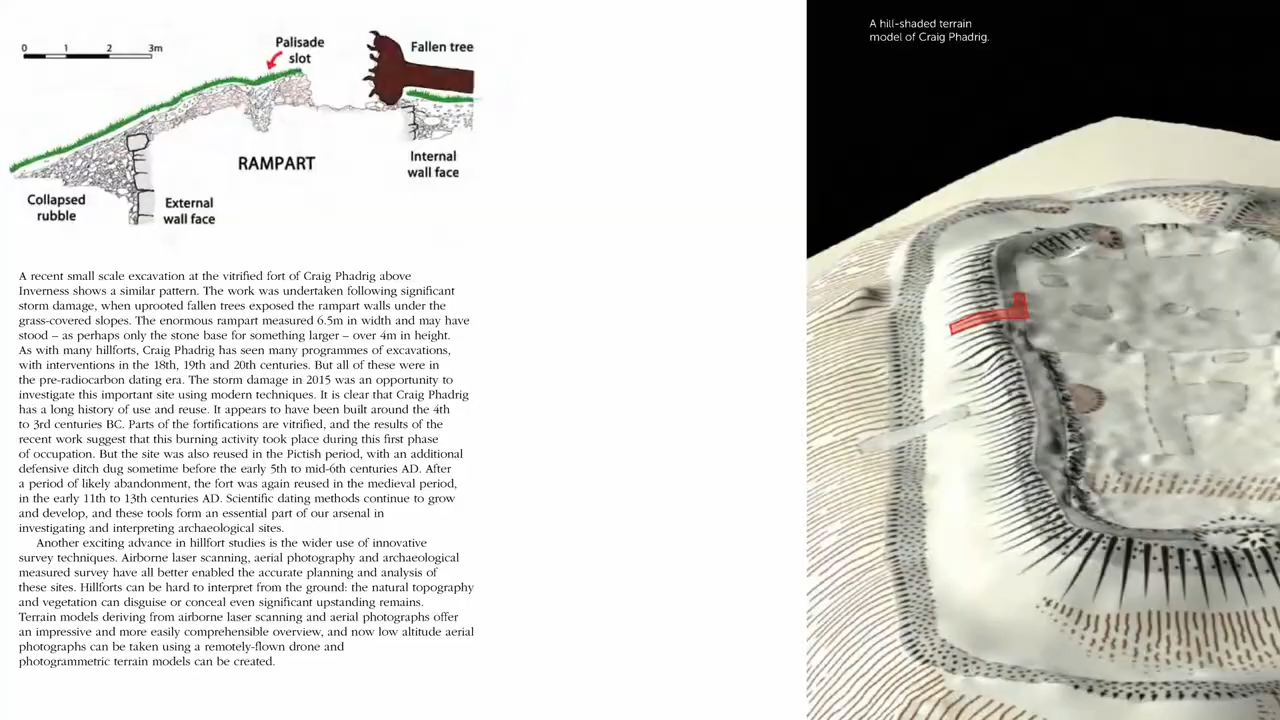 0 1 2 3m
Palisade
slot
Fallen tree
RAMPART
Internal
wall face
Collapsed
rubble
External
wall face
A recent small scale excavation at the vitrified fort of Craig Phadrig above
Inverness shows a similar pattern. The work was undertaken following significant
storm damage, when uprooted fallen trees exposed the rampart walls under the
grass-covered slopes. The enormous rampart measured 6.5m in width and may have
stood – as perhaps only the stone base for something larger – over 4m in height.
As with many hillforts, Craig Phadrig has seen many programmes of excavations,
with interventions in the 18th, 19th and 20th centuries. But all of these were in
the pre-radiocarbon dating era. The storm damage in 2015 was an opportunity to
investigate this important site using modern techniques. It is clear that Craig Phadrig
has a long history of use and reuse. It appears to have been built around the 4th
to 3rd centuries BC. Parts of the fortifications are vitrified, and the results of the
recent work suggest that this burning activity took place during this first phase
of occupation. But the site was also reused in the Pictish period, with an additional
defensive ditch dug sometime before the early 5th to mid-6th centuries AD. After
a period of likely abandonment, the fort was again reused in the medieval period,
in the early 11th to 13th centuries AD. Scientific dating methods continue to grow
and develop, and these tools form an essential part of our arsenal in
investigating and interpreting archaeological sites.
Another exciting advance in hillfort studies is the wider use of innovative
survey techniques. Airborne laser scanning, aerial photography and archaeological
measured survey have all better enabled the accurate planning and analysis of
these sites. Hillforts can be hard to interpret from the ground: the natural topography
and vegetation can disguise or conceal even significant upstanding remains.
Terrain models deriving from airborne laser scanning and aerial photographs offer
an impressive and more easily comprehensible overview, and now low altitude aerial
photographs can be taken using a remotely-flown drone and
photogrammetric terrain models can be created.
A hill-shaded terrain
model of Craig Phadrig.